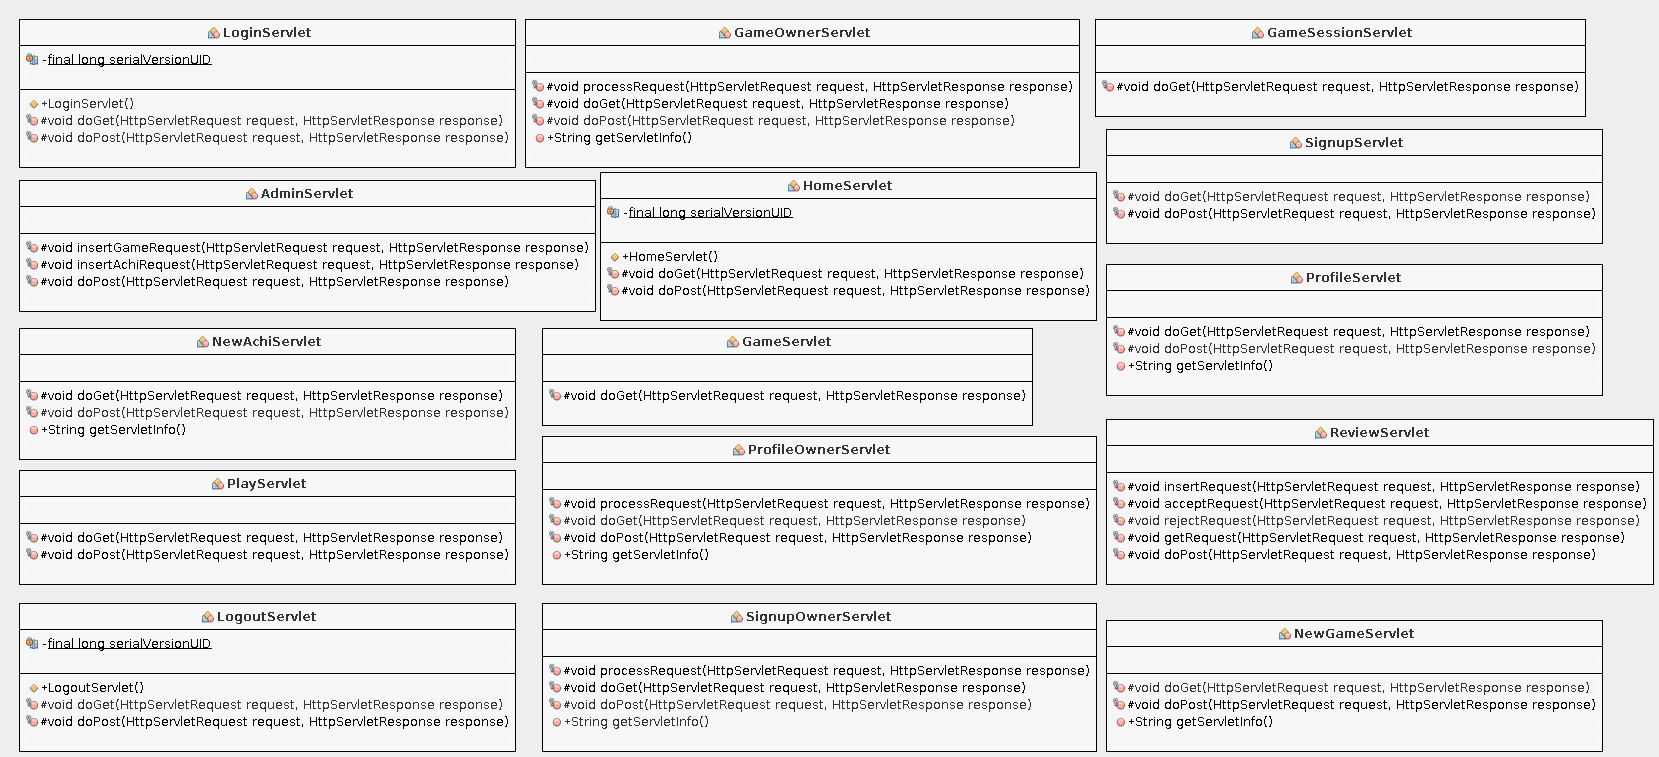 LoginServlet
-final long serialVersionUID
+LoginServlet()
#void doGet(HttpServletRequest request, HttpServletResponse response)
#void doPost(HttpServletRequest request, HttpServletResponse response)
GameOwnerServlet
#void processRequest(HttpServletRequest request, HttpServletResponse response)
#void doGet(HttpServletRequest request, HttpServletResponse response)
#void doPost(HttpServletRequest request, HttpServletResponse response)
+String getServletInfo()
GameSessionServlet
#void doGet(HttpServletRequest request, HttpServletResponse response)
SignupServlet
#void doGet(HttpServletRequest request, HttpServletResponse response)
#void doPost(HttpServletRequest request, HttpServletResponse response)
AdminServlet
#void insertGameRequest(HttpServletRequest request, HttpServletResponse response)
#void insertAchiRequest(HttpServletRequest request, HttpServletResponse response)
#void doPost(HttpServletRequest request, HttpServletResponse response)
HomeServlet
-final long serialVersionUID
+HomeServlet()
#void doGet(HttpServletRequest request, HttpServletResponse response)
#void doPost(HttpServletRequest request, HttpServletResponse response)
ProfileServlet
#void doGet(HttpServletRequest request, HttpServletResponse response)
#void doPost(HttpServletRequest request, HttpServletResponse response)
+String getServletInfo()
NewAchiServlet
#void doGet(HttpServletRequest request, HttpServletResponse response)
#void doPost(HttpServletRequest request, HttpServletResponse response)
+String getServletInfo()
GameServlet
#void doGet(HttpServletRequest request, HttpServletResponse response)
ProfileOwnerServlet
#void processRequest(HttpServletRequest request, HttpServletResponse response)
#void doGet(HttpServletRequest request, HttpServletResponse response)
#void doPost(HttpServletRequest request, HttpServletResponse response)
+String getServletInfo()
ReviewServlet
#void insertRequest(HttpServletRequest request, HttpServletResponse response)
#void acceptRequest(HttpServletRequest request, HttpServletResponse response)
#void rejectRequest(HttpServletRequest request, HttpServletResponse response)
#void getRequest(HttpServletRequest request, HttpServletResponse response)
#void doPost(HttpServletRequest request, HttpServletResponse response)
PlayServlet
#void doGet(HttpServletRequest request, HttpServletResponse response)
#void doPost(HttpServletRequest request, HttpServletResponse response)
LogoutServlet
-final long serialVersionUID
+LogoutServlet()
#void doGet(HttpServletRequest request, HttpServletResponse response)
#void doPost(HttpServletRequest request, HttpServletResponse response)
SignupOwnerServlet
#void processRequest(HttpServletRequest request, HttpServletResponse response)
#void doGet(HttpServletRequest request, HttpServletResponse response)
#void doPost(HttpServletRequest request, HttpServletResponse response)
+String getServletInfo()
NewGameServlet
#void doGet(HttpServletRequest request, HttpServletResponse response)
#void doPost(HttpServletRequest request, HttpServletResponse response)
+String getServletInfo()